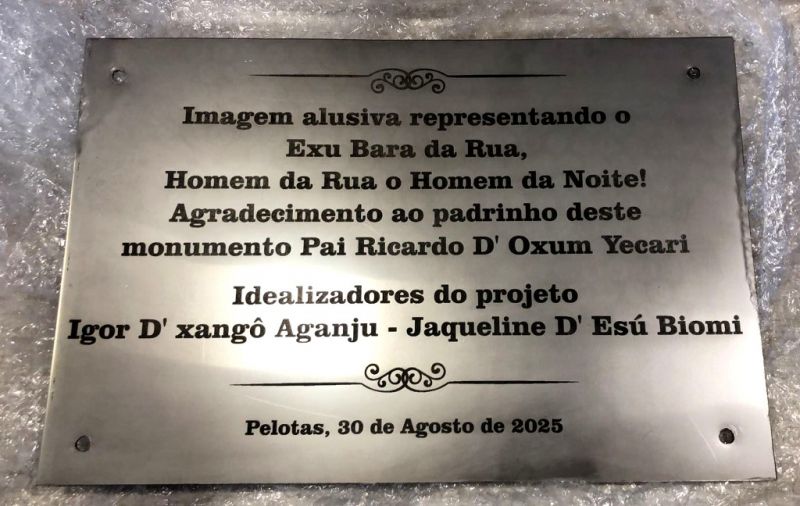 Imagem alusiva representando o
Exu Bara da Rua,
Homem da Rua o Homem da Noite!
Agradecimento ao padrinho deste
monumento Pai Ricardo D' Oxum Yecari
Idealizadores do projeto
Igor D' xangô Aganju - Jaqueline D' Esú Biomi
Pelotas, 30 de Agosto de 2025